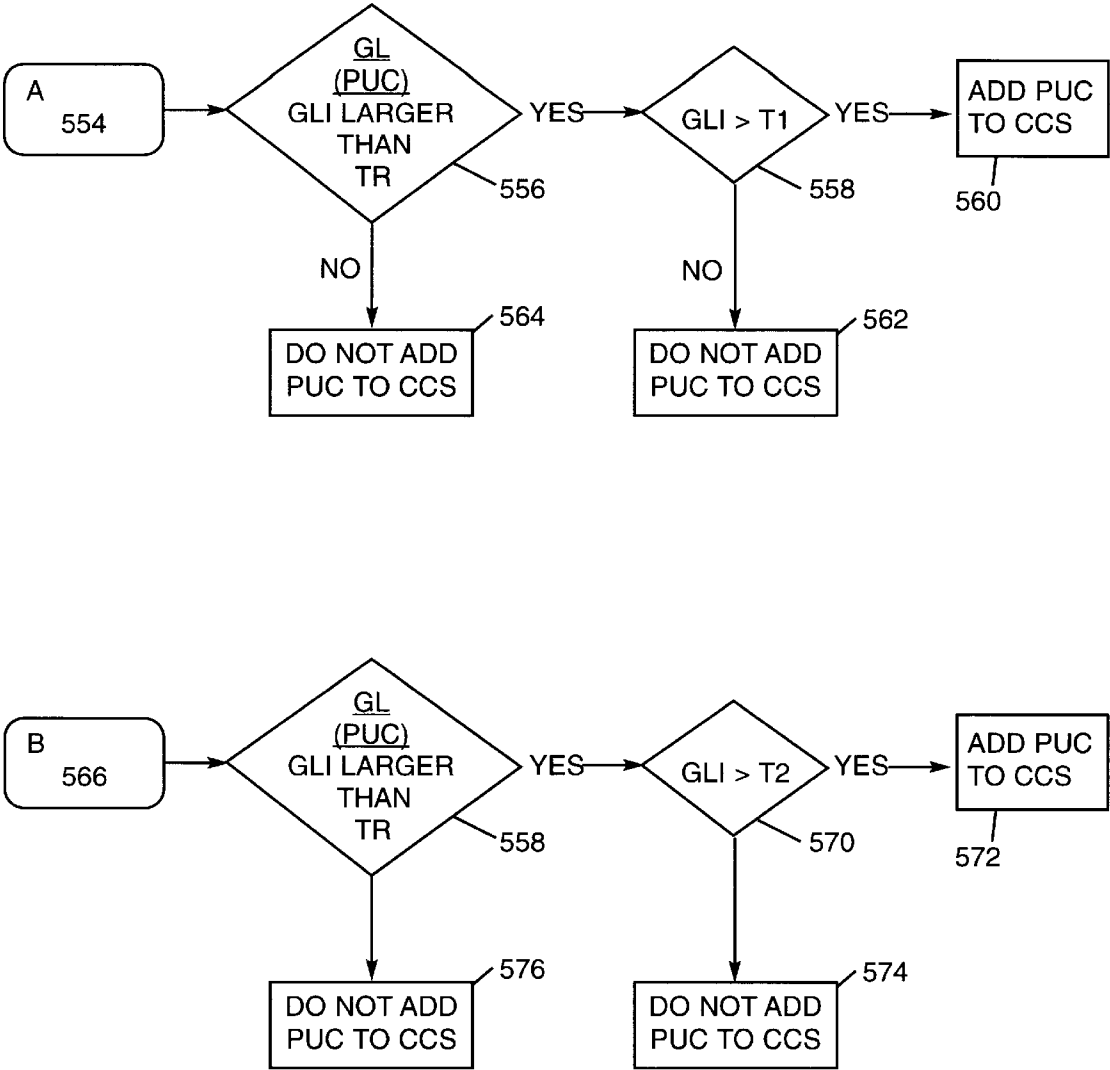 A
554
GL
(PUC)
GLI LARGER
THAN
TR
556
YES
GLI > T1
558
YES
ADD PUC
TO CCS
560
NO
564
DO NOT ADD
PUC TO CCS
NO
562
DO NOT ADD
PUC TO CCS
B
566
GL
(PUC)
GLI LARGER
THAN
TR
558
YES
GLI > T2
570
YES
ADD PUC
TO CCS
572
576
DO NOT ADD
PUC TO CCS
574
DO NOT ADD
PUC TO CCS